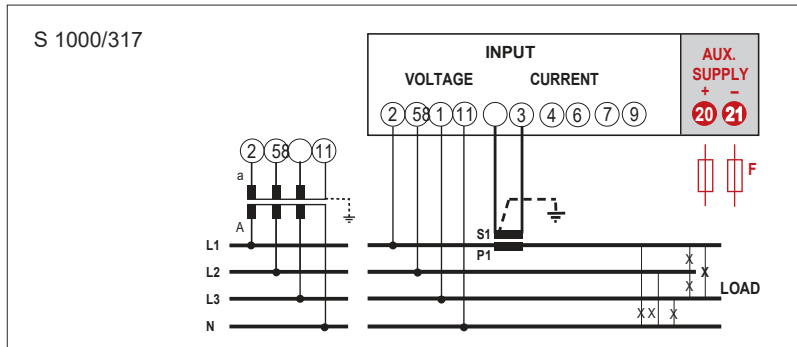 S 1000/317
INPUT
AUX.
SUPPLY
VOLTAGE CURRENT
+ −
2 58 1 11 3 4 6 7 9 20 21
2 58 11
a
F
A
S1
L1
P1
L2 X X
L3 X LOAD
X X X
N